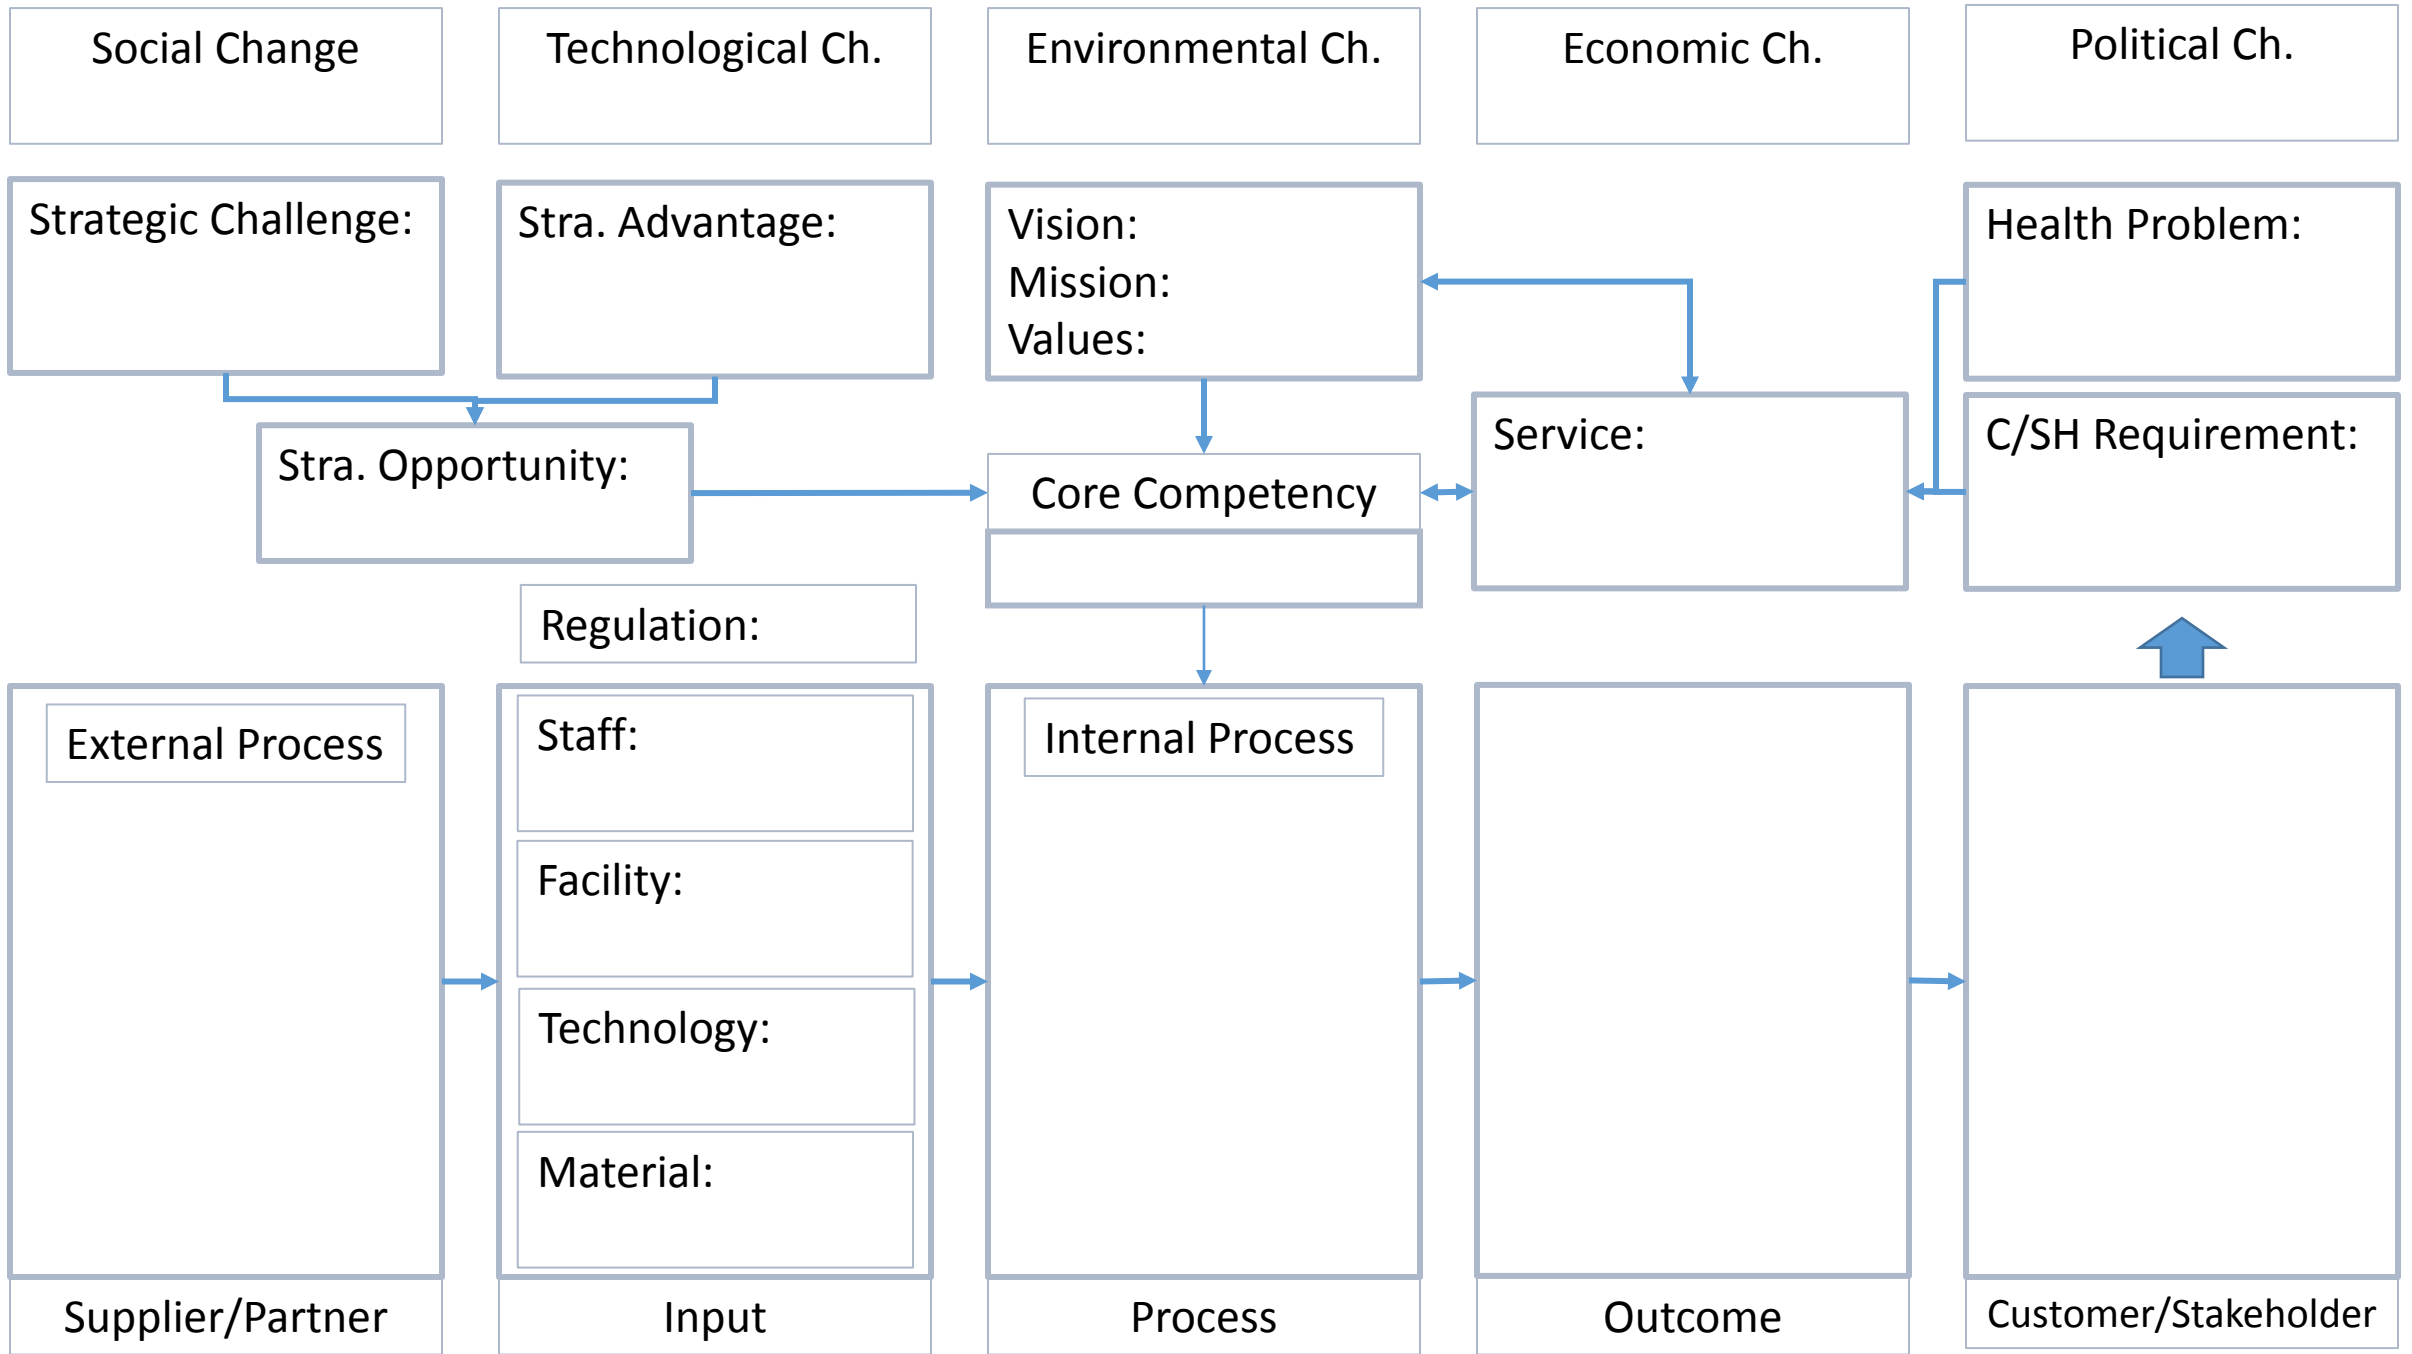 Social Change
Technological Ch.
Environmental Ch.
Economic Ch.
Political Ch.
Strategic Challenge:
Stra. Advantage:
Vision:
Mission:
Values:
Health Problem:
Stra. Opportunity:
Core Competency
Service:
C/SH Requirement:
Regulation:
External Process
Staff:
Facility:
Technology:
Material:
Internal Process
Supplier/Partner
Input
Process
Outcome
Customer/Stakeholder